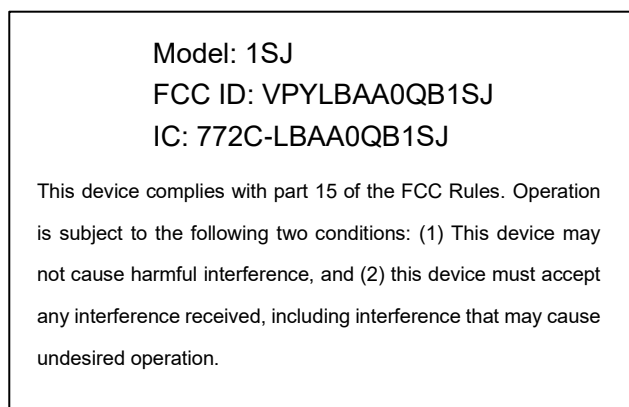 Model: 1SJ
FCC ID: VPYLBAA0QB1SJ
IC: 772C-LBAA0QB1SJ
This device complies with part 15 of the FCC Rules. Operation
is subject to the following two conditions: (1) This device may
not cause harmful interference, and (2) this device must accept
any interference received, including interference that may cause
undesired operation.